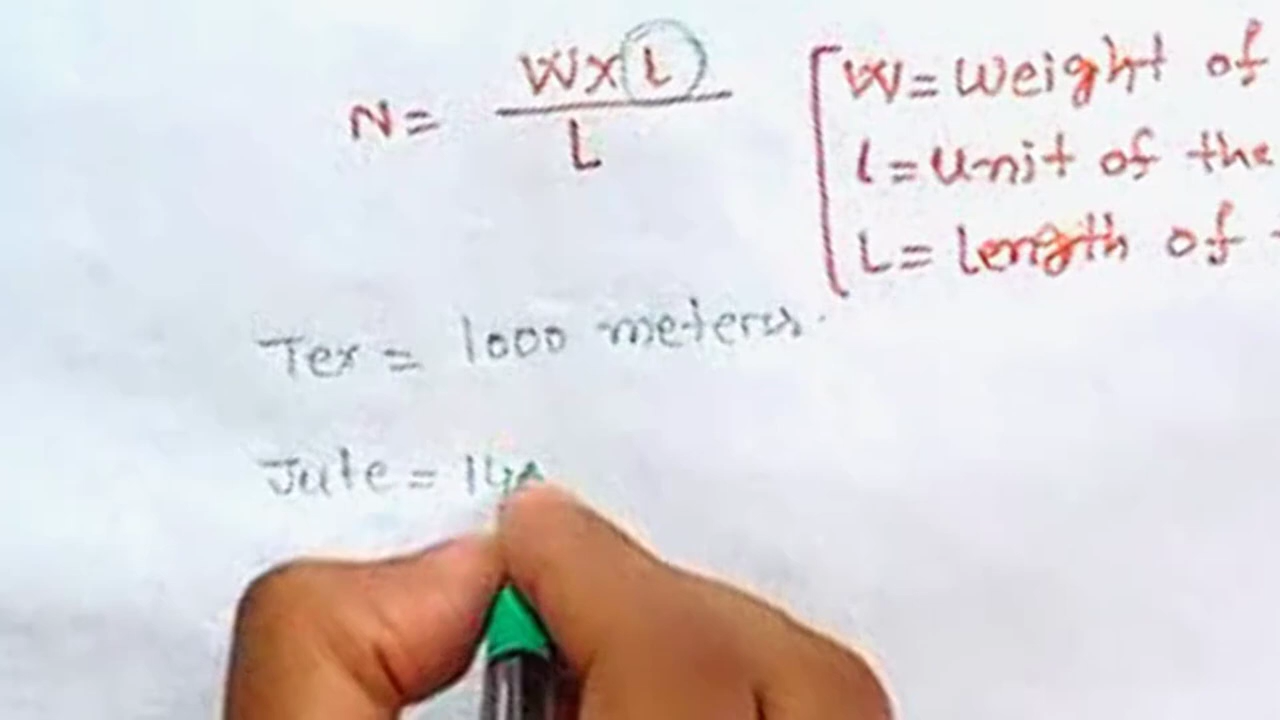 N= W×l / L
[W=Weight of
l=Unit of the
L=length of
Tex = 1000 meters.
Jute = 14